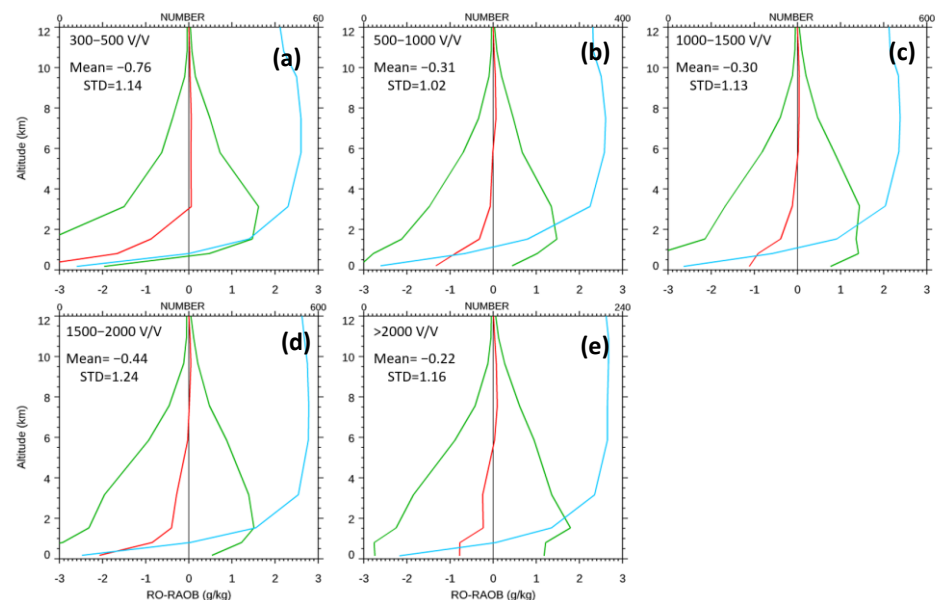 NUMBER
0 60
12
10
8
6
4
2
0
Altitude (km)
300−500 V/V
Mean= −0.76
STD=1.14
(a)
-3 -2 -1 0 1 2 3
NUMBER
0 400
12
10
8
6
4
2
0
500−1000 V/V
Mean= −0.31
STD=1.02
(b)
-3 -2 -1 0 1 2 3
NUMBER
0 600
12
10
8
6
4
2
0
1000−1500 V/V
Mean= −0.30
STD=1.13
(c)
-3 -2 -1 0 1 2 3
NUMBER
0 600
12
10
8
6
4
2
0
Altitude (km)
1500−2000 V/V
Mean= −0.44
STD=1.24
(d)
-3 -2 -1 0 1 2 3
RO-RAOB (g/kg)
NUMBER
0 240
12
10
8
6
4
2
0
>2000 V/V
Mean= −0.22
STD=1.16
(e)
-3 -2 -1 0 1 2 3
RO-RAOB (g/kg)